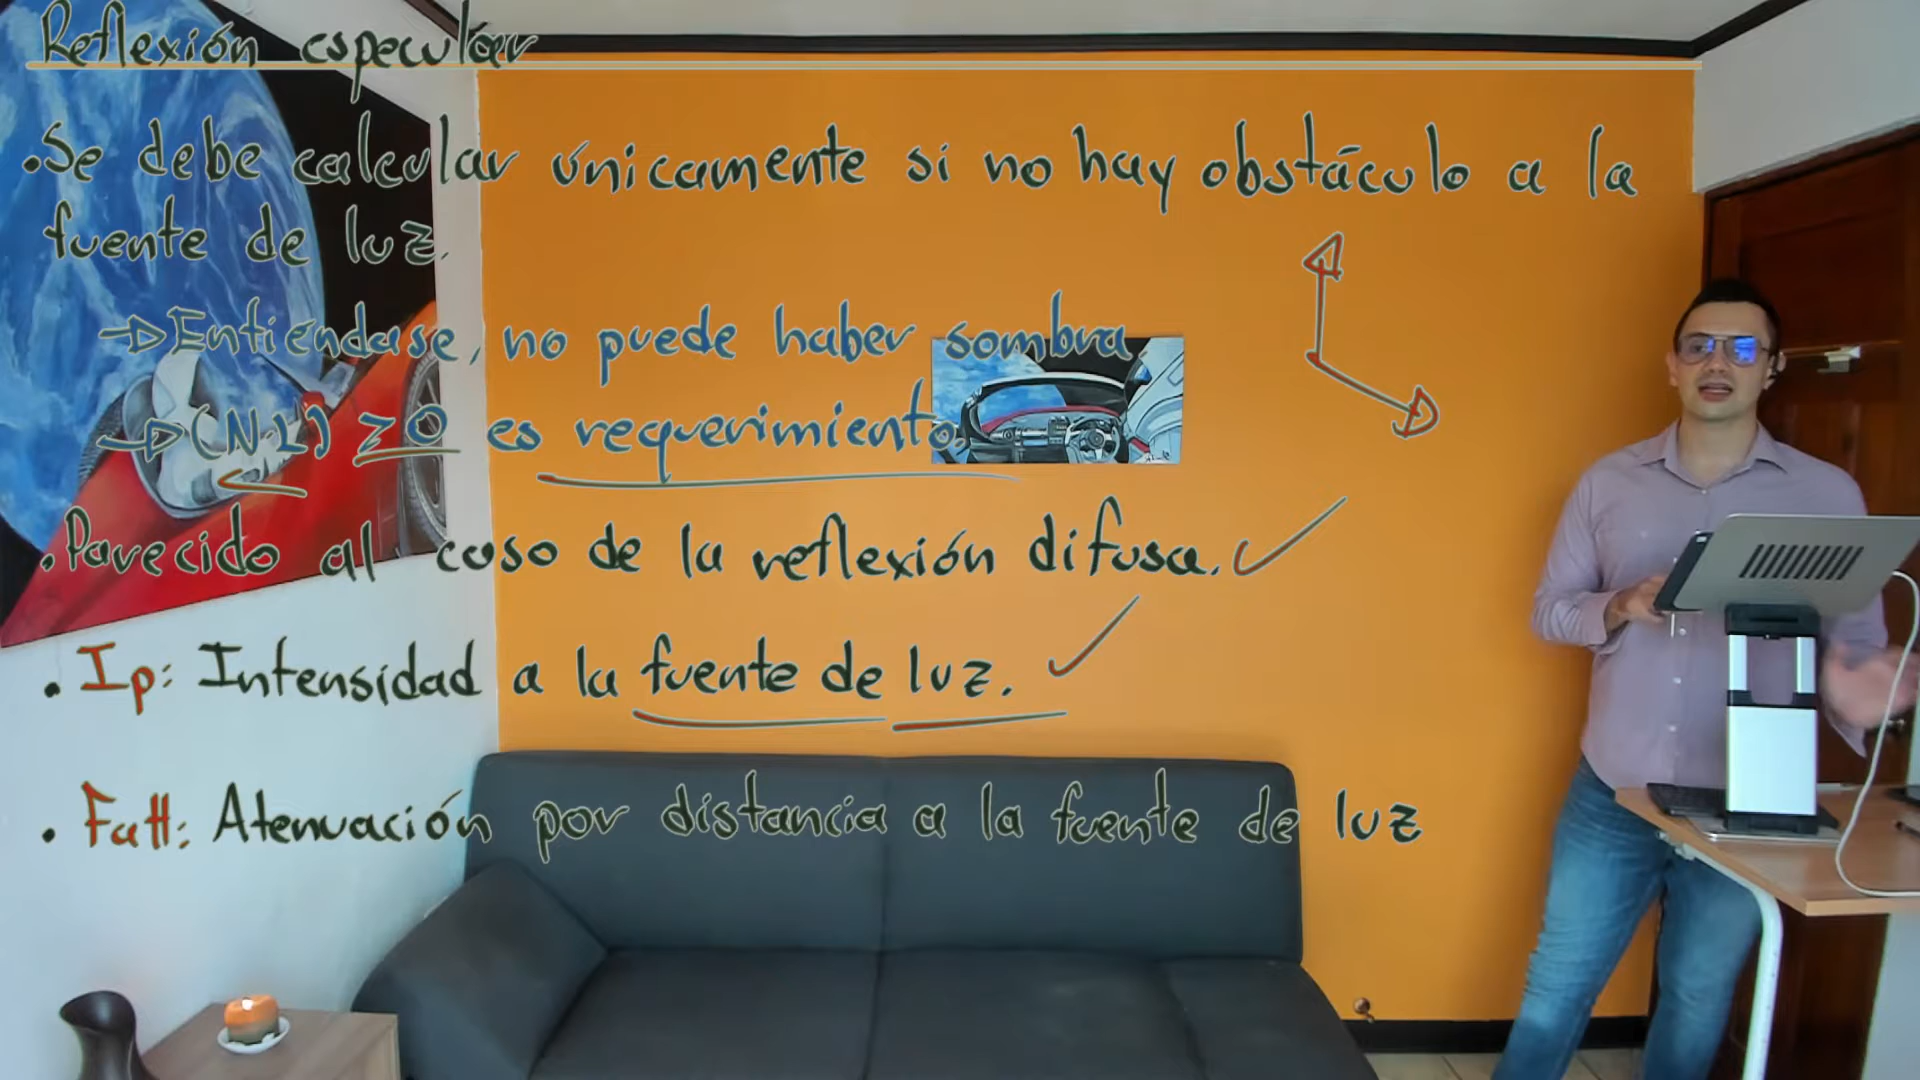 Reflexión especular
• Se debe calcular únicamente si no hay obstáculo a la
fuente de luz.
→ Entiéndase, no puede haber sombra
→ (N·L) ≥0 es requerimiento.
• Parecido al caso de la reflexión difusa.
• Ip: Intensidad a la fuente de luz.
• Fatt: Atenuación por distancia a la fuente de luz